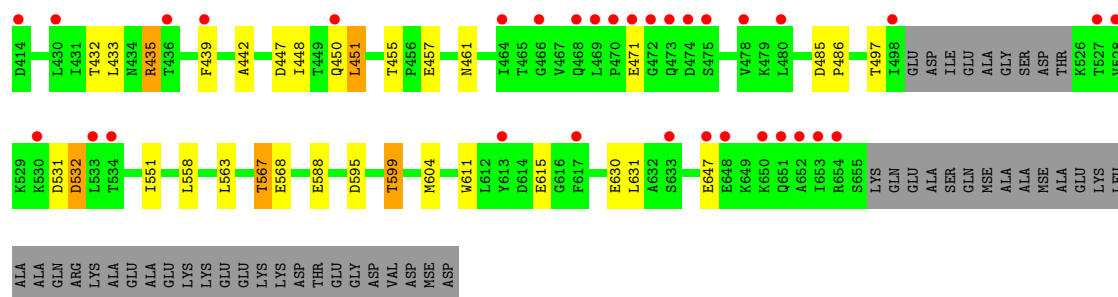 D414 L430 I431 T432 L433 N434 R435 T436 F439 A442 D447 I448 T449 Q450 L451 T455 P456 E457 N461 I464 T465 G466 V467 Q468 L469 P470 E471 G472 Q473 D474 S475 V478 K479 L480 D485 P486 T497 I498 GLU ASP ILE GLU ALA GLY SER ASP THR K526 T527 V528
K529 K530 D531 D532 L533 T534 I551 L558 L563 T567 E568 E588 D595 T599 M604 W611 L612 Y613 D614 E615 G616 F617 E630 L631 A632 S633 E647 E648 K649 K650 Q651 A652 I653 R654 S655 LYS GLN GLU ALA SER GLN MSE ALA ALA MSE ALA GLU LYS LEU
ALA ALA GLN ARG LYS ALA GLU ALA GLU LYS LYS GLU GLU LYS LYS ASP THR GLU GLY ASP VAL ASP MSE ASP